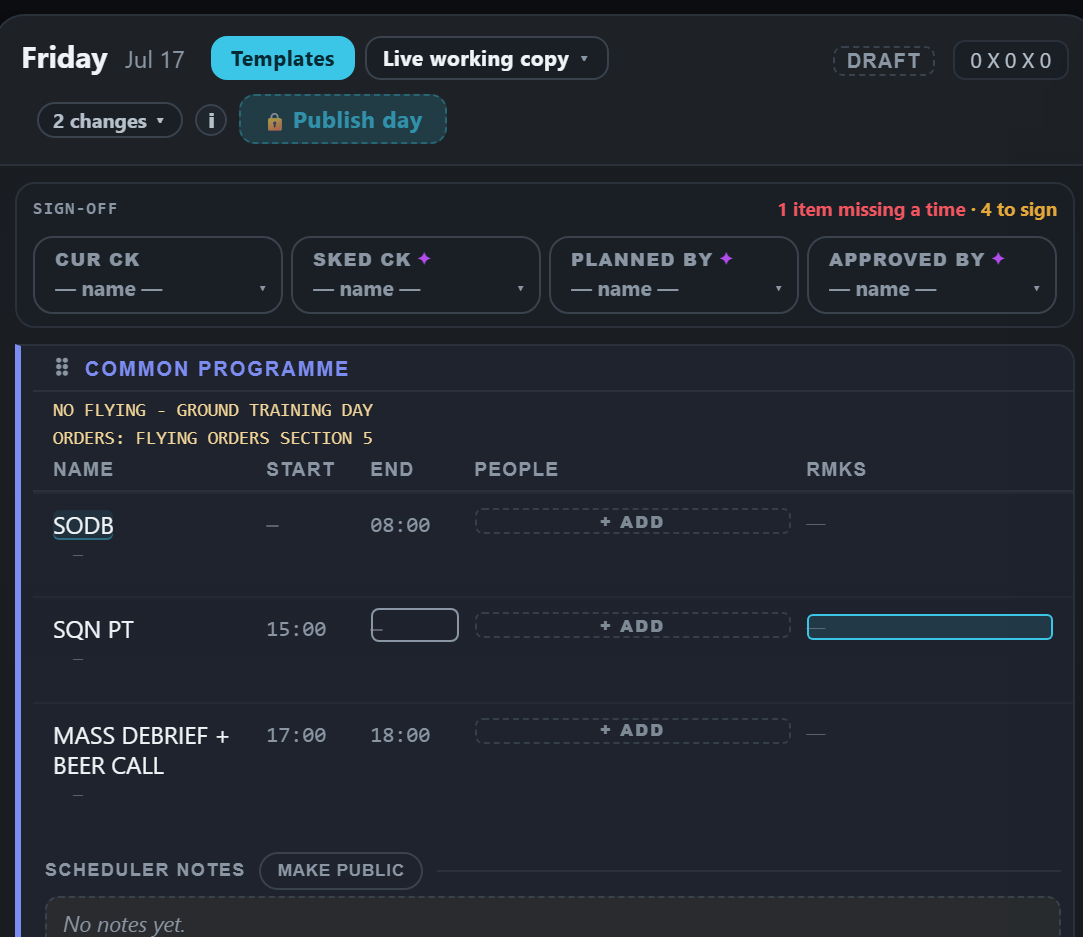 Friday Jul 17 Templates Live working copy ▾ DRAFT 0 X 0 X 0
2 changes ▾ i 🔒 Publish day
SIGN-OFF 1 item missing a time · 4 to sign
CUR CK SKED CK ✦ PLANNED BY ✦ APPROVED BY ✦
— name — ▾ — name — ▾ — name — ▾ — name — ▾
⠿ COMMON PROGRAMME
NO FLYING - GROUND TRAINING DAY
ORDERS: FLYING ORDERS SECTION 5
NAME START END PEOPLE RMKS
SODB — 08:00 + ADD —
—
SQN PT 15:00 — + ADD —
—
MASS DEBRIEF + 17:00 18:00 + ADD —
BEER CALL
—
SCHEDULER NOTES MAKE PUBLIC
No notes yet.